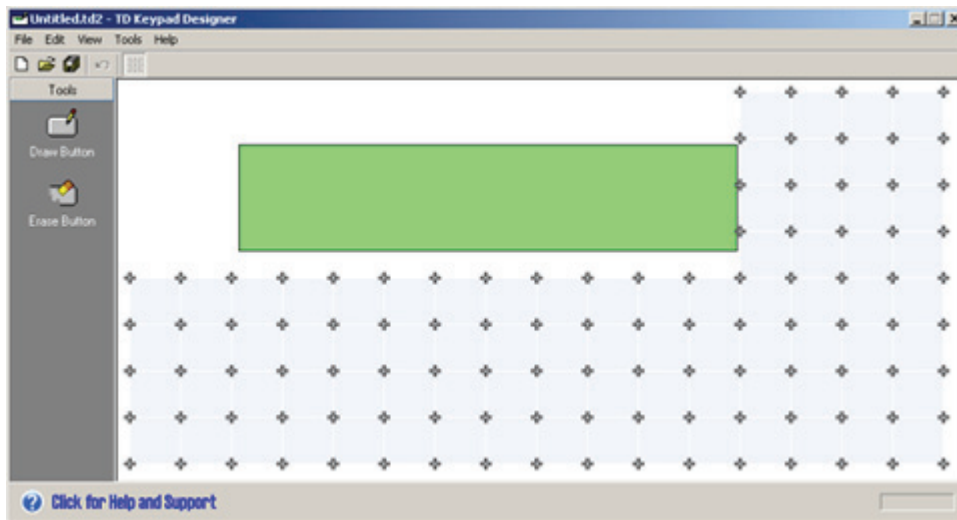 Untitled.td2 - TD Keypad Designer
File Edit View Tools Help
Tools
Draw Button
Erase Button
Click for Help and Support